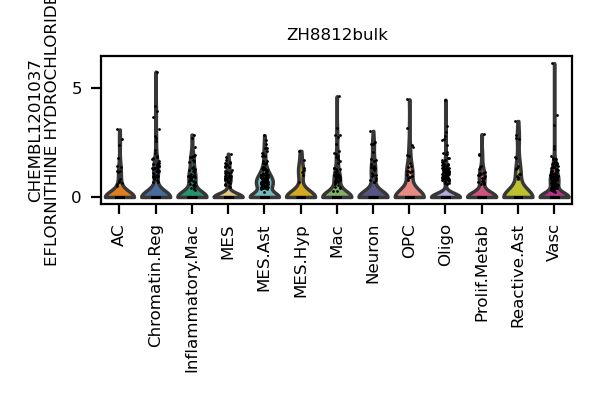 ZH8812bulk
CHEMBL1201037
EFLORNITHINE HYDROCHLORIDE
5
0
AC
Chromatin.Reg
Inflammatory.Mac
MES
MES.Ast
MES.Hyp
Mac
Neuron
OPC
Oligo
Prolif.Metab
Reactive.Ast
Vasc